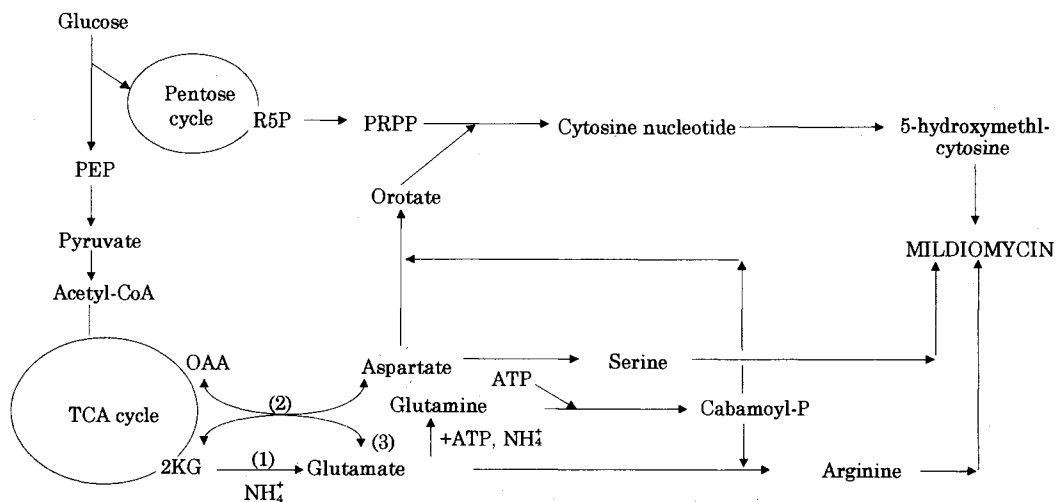 Glucose
Pentose
cycle
R5P
PRPP
Cytosine nucleotide
5-hydroxymethl-
cytosine
PEP
Orotate
Pyruvate
MILDIOMYCIN
Acetyl-CoA
OAA
Aspartate
Serine
ATP
TCA cycle
(2)
Glutamine
Cabamoyl-P
(3)
+ATP, NH₄⁺
2KG
(1)
Glutamate
Arginine
NH₄⁺